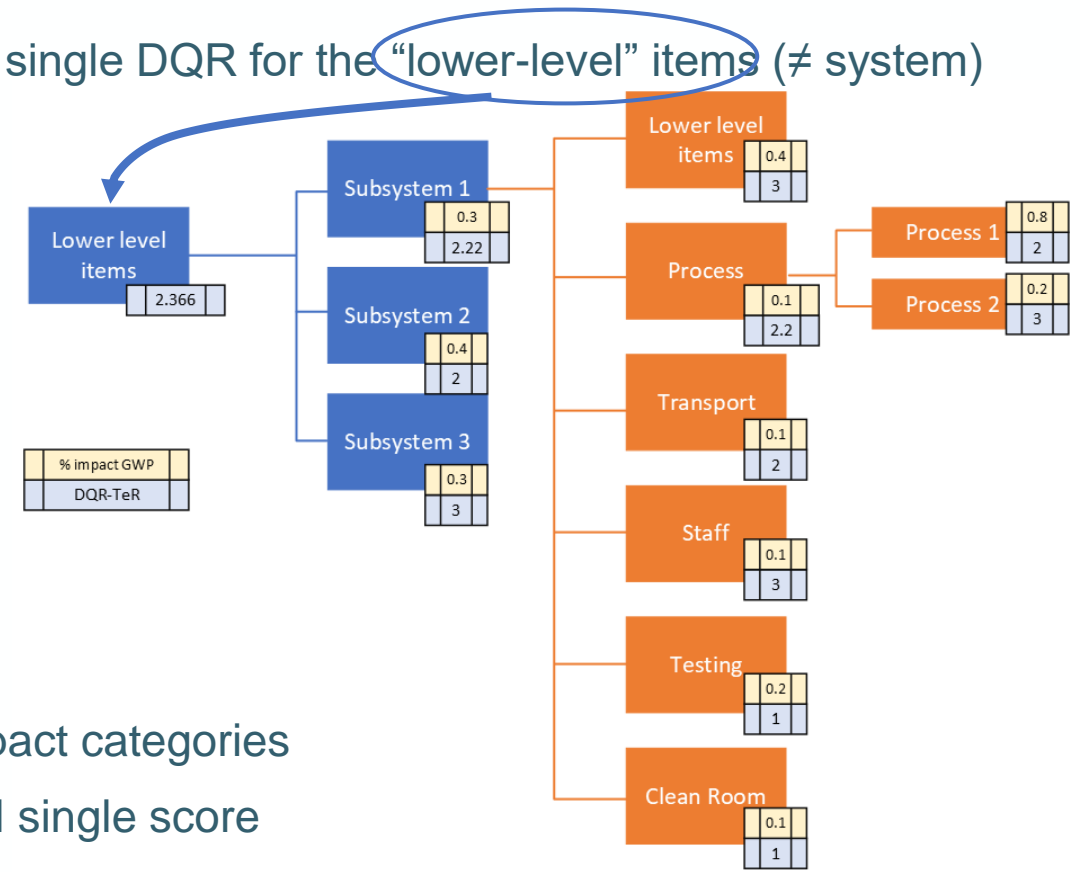 single DQR for the “lower-level” items (≠ system)
Lower level
items
2.366
Subsystem 1
0.3
2.22
Subsystem 2
0.4
2
Subsystem 3
0.3
3
% impact GWP
DQR-TeR
Lower level
items
0.4
3
Process
0.1
2.2
Process 1
0.8
2
Process 2
0.2
3
Transport
0.1
2
Staff
0.1
3
Testing
0.2
1
Clean Room
0.1
1
categories
single score